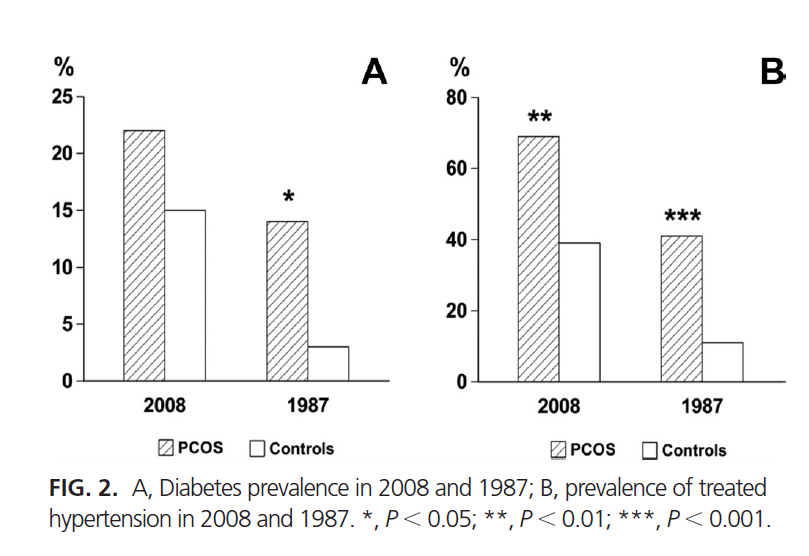 % A
25
20
15 *
10
5
0
2008 1987
PCOS Controls
% B
80 **
60
***
40
20
0
2008 1987
PCOS Controls
FIG. 2. A, Diabetes prevalence in 2008 and 1987; B, prevalence of treated
hypertension in 2008 and 1987. *, P < 0.05; **, P < 0.01; ***, P < 0.001.